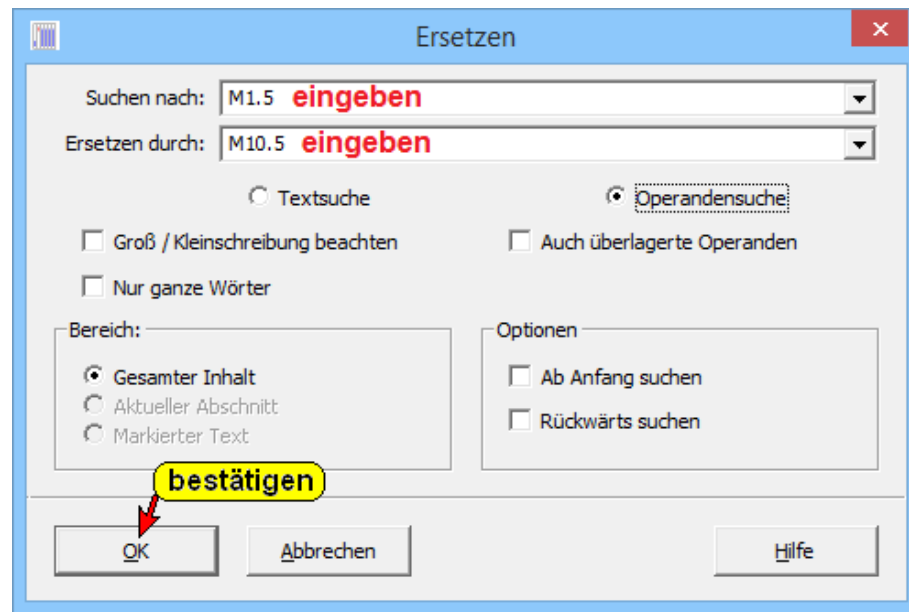 Ersetzen
Suchen nach: M1.5 eingeben
Ersetzen durch: M10.5 eingeben
Textsuche Operandensuche
Groß / Kleinschreibung beachten Auch überlagerte Operanden
Nur ganze Wörter
Bereich: Optionen
Gesamter Inhalt Ab Anfang suchen
Aktueller Abschnitt
Rückwärts suchen
Markierter Text
bestätigen
OK Abbrechen Hilfe